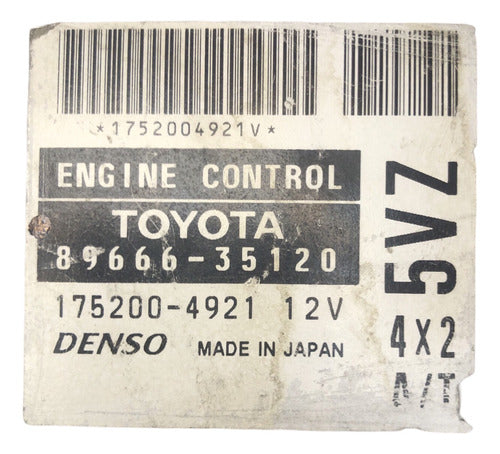 *1752004921V*
ENGINE CONTROL
TOYOTA
89666-35120
175200-4921 12V
DENSO MADE IN JAPAN
5VZ
4X2
A/T